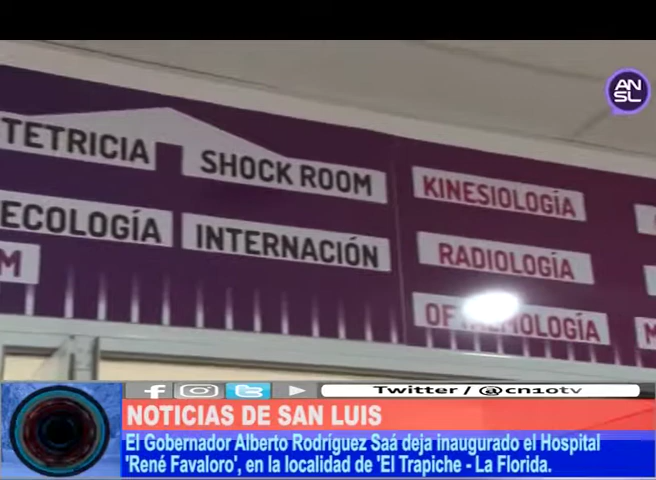 AN
SL
TETRICIA
SHOCK ROOM
KINESIOLOGÍA
ECOLOGÍA
INTERNACIÓN
RADIOLOGÍA
M
OFTALMOLOGÍA
M
Twitter / @cn10tv
NOTICIAS DE SAN LUIS
El Gobernador Alberto Rodríguez Saá deja inaugurado el Hospital
'René Favaloro', en la localidad de 'El Trapiche - La Florida.